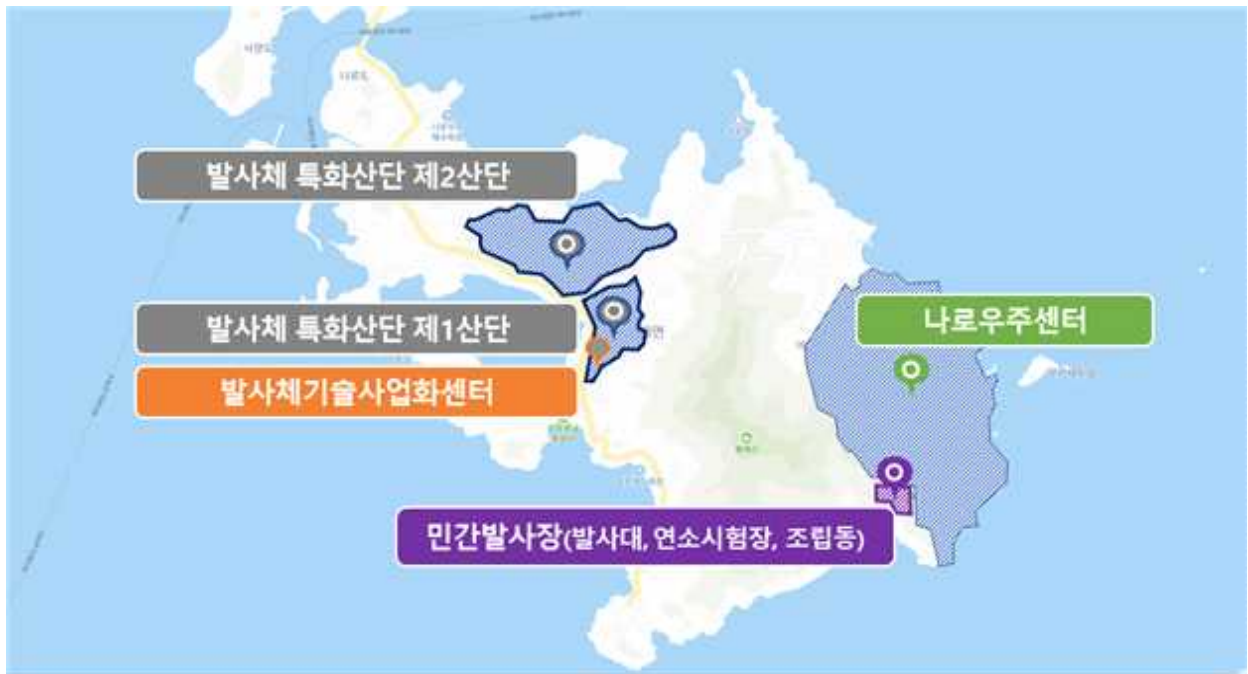 발사체 특화산단 제2산단
발사체 특화산단 제1산단
나로우주센터
발사체기술사업화센터
민간발사장(발사대, 연소시험장, 조립동)